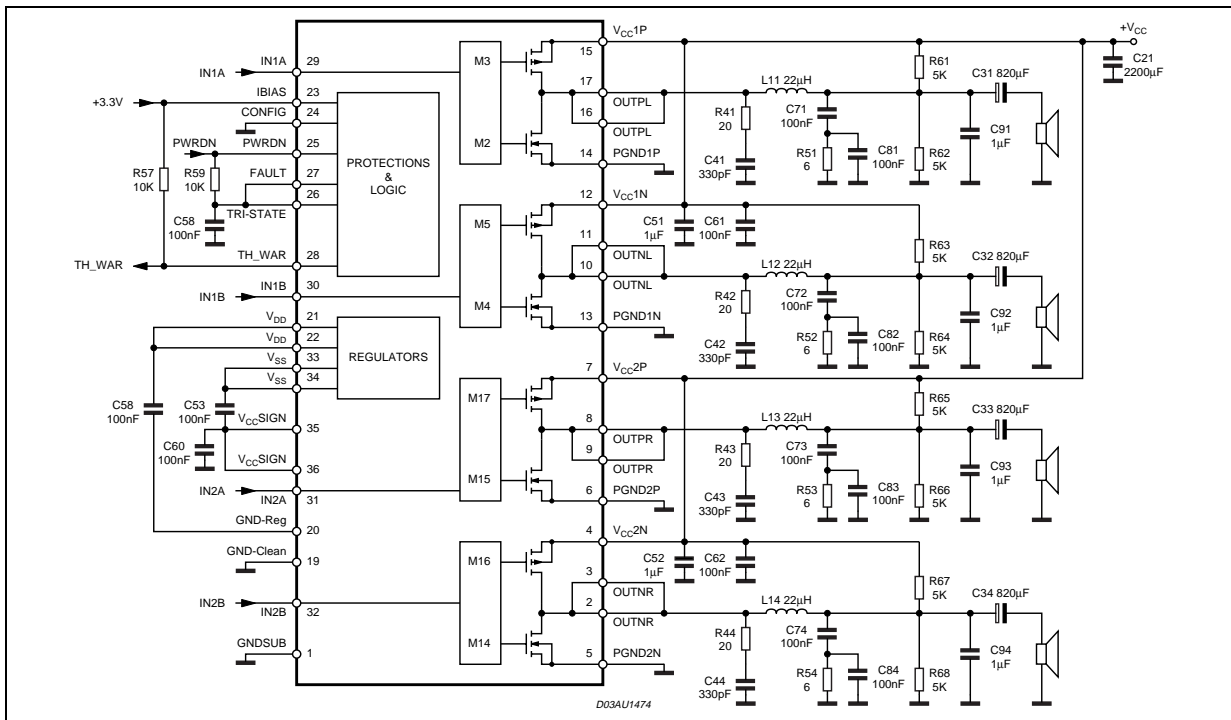 +VCC
VCC1P
15
IN1A
29
IN1A
M3
R61
5K
C31 820µF
C21
2200µF
17
OUTPL
L11 22µH
+3.3V
IBIAS
23
CONFIG
24
16
OUTPL
R41
20
C71
100nF
C91
1µF
PWRDN
PWRDN
25
PROTECTIONS
&
LOGIC
M2
14
PGND1P
C41
330pF
R51
6
C81
100nF
R62
5K
R57
10K
R59
10K
FAULT
27
26
TRI-STATE
C58
100nF
12
VCC1N
M5
C51
1µF
C61
100nF
R63
5K
C32 820µF
11
OUTNL
TH_WAR
TH_WAR
28
10
OUTNL
L12 22µH
IN1B
30
IN1B
M4
R42
20
C72
100nF
C92
1µF
13
PGND1N
VDD
21
VDD
22
VSS
33
VSS
34
REGULATORS
C42
330pF
R52
6
C82
100nF
R64
5K
7
VCC2P
C58
100nF
C53
100nF
M17
R65
5K
C33 820µF
VCCSIGN
35
C60
100nF
8
OUTPR
L13 22µH
9
OUTPR
R43
20
C73
100nF
C93
1µF
VCCSIGN
36
IN2A
IN2A
31
M15
6
PGND2P
C43
330pF
R53
6
C83
100nF
R66
5K
GND-Reg
20
4
VCC2N
GND-Clean
19
M16
C52
1µF
C62
100nF
R67
5K
C34 820µF
3
OUTNR
IN2B
IN2B
32
2
OUTNR
L14 22µH
M14
R44
20
C74
100nF
C94
1µF
GNDSUB
1
5
PGND2N
C44
330pF
R54
6
C84
100nF
R68
5K
D03AU1474